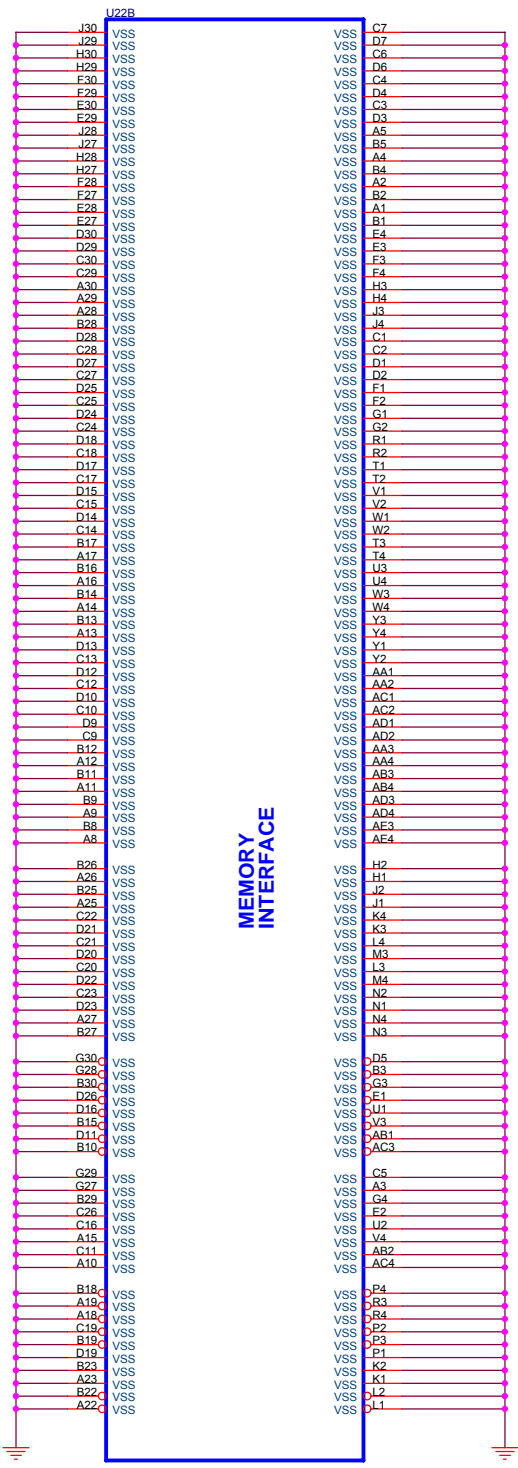 U22B
J30 VSS VSS C7
J29 VSS VSS D7
H30 VSS VSS C6
H29 VSS VSS D6
F30 VSS VSS C4
F29 VSS VSS D4
E30 VSS VSS C3
E29 VSS VSS D3
J28 VSS VSS A5
J27 VSS VSS B5
H28 VSS VSS A4
H27 VSS VSS B4
F28 VSS VSS A2
F27 VSS VSS B2
E28 VSS VSS A1
E27 VSS VSS B1
D30 VSS VSS E4
D29 VSS VSS E3
C30 VSS VSS F3
C29 VSS VSS F4
A30 VSS VSS H3
A29 VSS VSS H4
A28 VSS VSS J3
B28 VSS VSS J4
D28 VSS VSS C1
C28 VSS VSS C2
D27 VSS VSS D1
C27 VSS VSS D2
D25 VSS VSS F1
C25 VSS VSS F2
D24 VSS VSS G1
C24 VSS VSS G2
D18 VSS VSS R1
C18 VSS VSS R2
D17 VSS VSS T1
C17 VSS VSS T2
D15 VSS VSS V1
C15 VSS VSS V2
D14 VSS VSS W1
C14 VSS VSS W2
B17 VSS VSS T3
A17 VSS VSS T4
B16 VSS VSS U3
A16 VSS VSS U4
B14 VSS VSS W3
A14 VSS VSS W4
B13 VSS VSS Y3
A13 VSS VSS Y4
D13 VSS VSS Y1
C13 VSS VSS Y2
D12 VSS VSS AA1
C12 VSS VSS AA2
D10 VSS VSS AC1
C10 VSS VSS AC2
D9 VSS VSS AD1
C9 VSS VSS AD2
B12 VSS VSS AA3
A12 VSS VSS AA4
B11 VSS VSS AB3
A11 VSS VSS AB4
B9 VSS VSS AD3
A9 VSS VSS AD4
B8 VSS VSS AE3
A8 VSS VSS AE4
MEMORY
INTERFACE
B26 VSS VSS H2
A26 VSS VSS H1
B25 VSS VSS J2
A25 VSS VSS J1
C22 VSS VSS K4
D21 VSS VSS K3
C21 VSS VSS L4
D20 VSS VSS M3
C20 VSS VSS L3
D22 VSS VSS M4
C23 VSS VSS N2
D23 VSS VSS N1
A27 VSS VSS N4
B27 VSS VSS N3
G30 VSS VSS D5
G28 VSS VSS B3
B30 VSS VSS G3
D26 VSS VSS E1
D16 VSS VSS U1
B15 VSS VSS V3
D11 VSS VSS AB1
B10 VSS VSS AC3
G29 VSS VSS C5
G27 VSS VSS A3
B29 VSS VSS G4
C26 VSS VSS E2
C16 VSS VSS U2
A15 VSS VSS V4
C11 VSS VSS AB2
A10 VSS VSS AC4
B18 VSS VSS P4
A19 VSS VSS R3
A18 VSS VSS R4
C19 VSS VSS P2
B19 VSS VSS P3
D19 VSS VSS P1
B23 VSS VSS K2
A23 VSS VSS K1
B22 VSS VSS L2
A22 VSS VSS L1